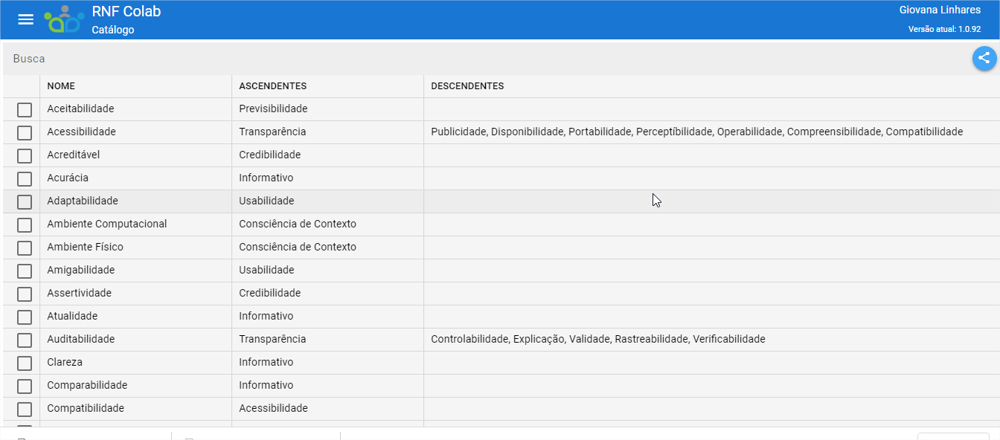 RNF Colab
Catálogo
Giovana Linhares
Versão atual: 1.0.92
Busca
NOME ASCENDENTES DESCENDENTES
Aceitabilidade Previsibilidade
Acessibilidade Transparência Publicidade, Disponibilidade, Portabilidade, Perceptíbilidade, Operabilidade, Compreensibilidade, Compatibilidade
Acreditável Credibilidade
Acurácia Informativo
Adaptabilidade Usabilidade
Ambiente Computacional Consciência de Contexto
Ambiente Físico Consciência de Contexto
Amigabilidade Usabilidade
Assertividade Credibilidade
Atualidade Informativo
Auditabilidade Transparência Controlabilidade, Explicação, Validade, Rastreabilidade, Verificabilidade
Clareza Informativo
Comparabilidade Informativo
Compatibilidade Acessibilidade